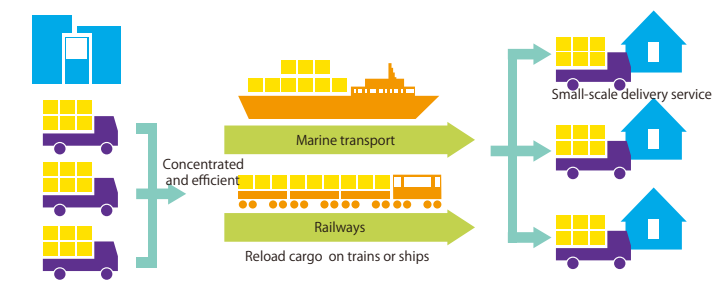 Small-scale delivery service
Marine transport
Concentrated
and efficient
Railways
Reload cargo on trains or ships